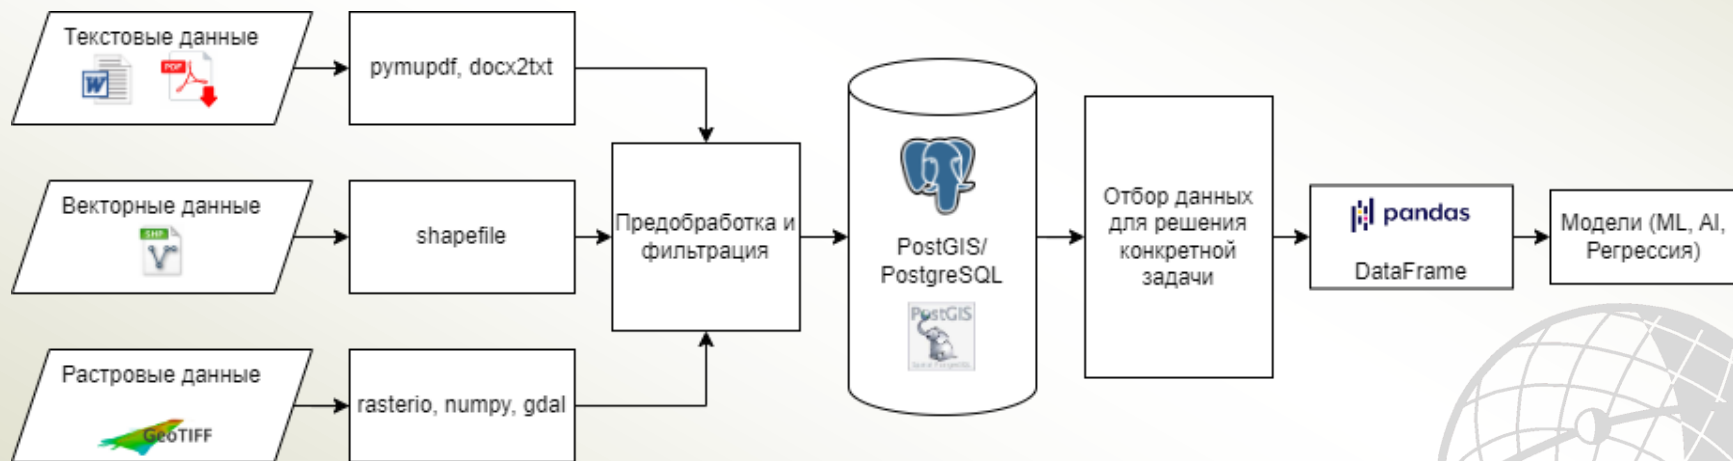 Текстовые данные
W
PDF
pymupdf, docx2txt
Векторные данные
SHP
shapefile
Растровые данные
GeoTIFF
rasterio, numpy, gdal
Предобработка и
фильтрация
PostGIS/
PostgreSQL
PostGIS
Отбор данных
для решения
конкретной
задачи
pandas
DataFrame
Модели (ML, AI,
Регрессия)